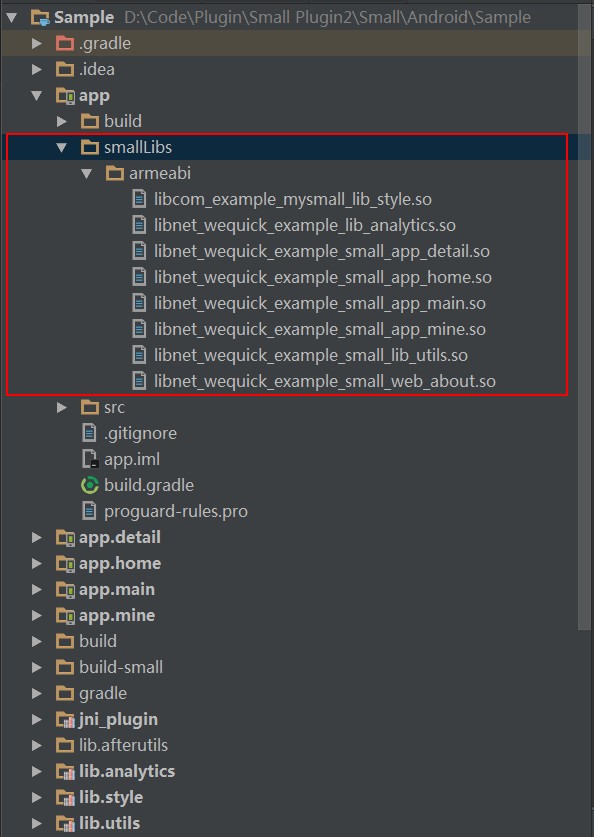 Sample D:\Code\Plugin\Small Plugin2\Small\Android\Sample
.gradle
.idea
app
build
smallLibs
armeabi
libcom_example_mysmall_lib_style.so
libnet_wequick_example_lib_analytics.so
libnet_wequick_example_small_app_detail.so
libnet_wequick_example_small_app_home.so
libnet_wequick_example_small_app_main.so
libnet_wequick_example_small_app_mine.so
libnet_wequick_example_small_lib_utils.so
libnet_wequick_example_small_web_about.so
src
.gitignore
app.iml
build.gradle
proguard-rules.pro
app.detail
app.home
app.main
app.mine
build
build-small
gradle
jni_plugin
lib.afterutils
lib.analytics
lib.style
lib.utils